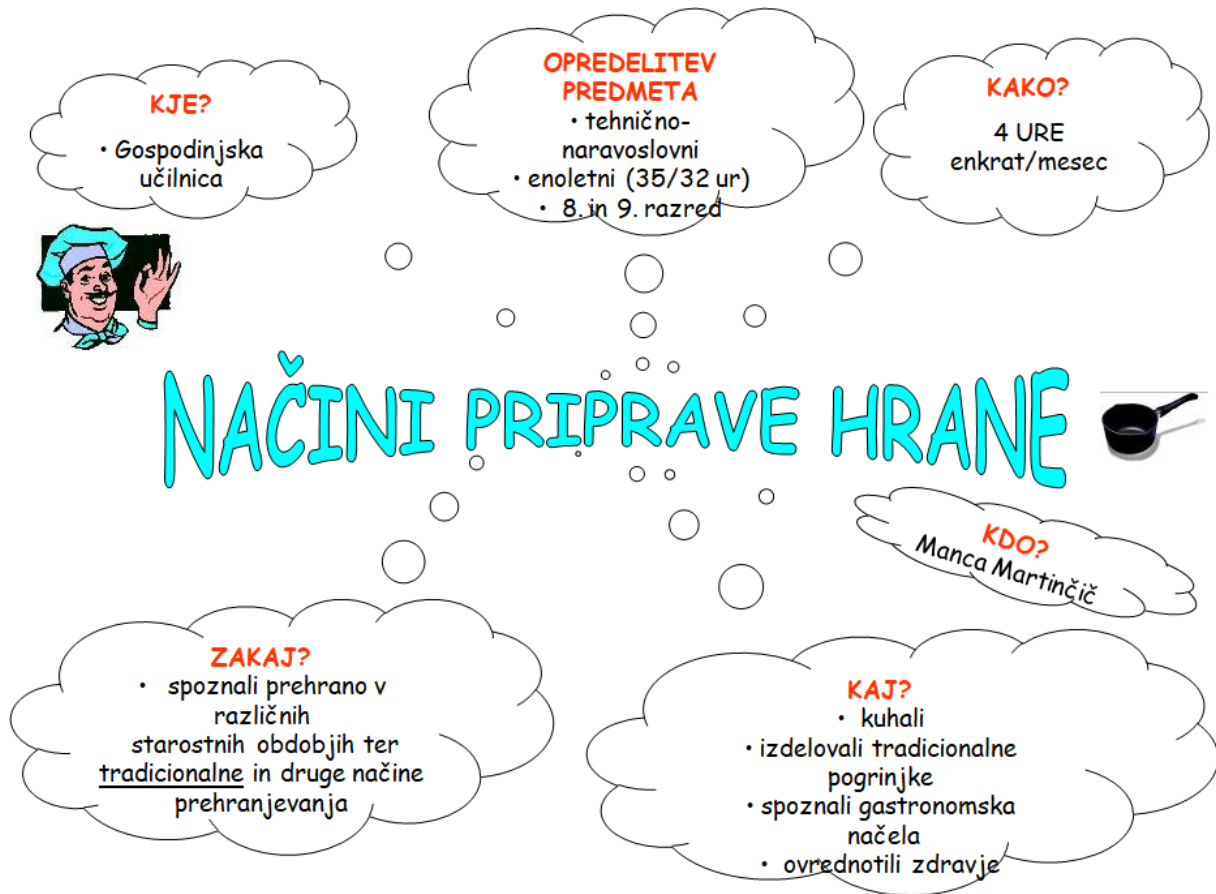 KJE?
• Gospodinjska
učilnica
OPREDELITEV
PREDMETA
• tehnično-
naravoslovni
• enoletni (35/32 ur)
• 8. in 9. razred
KAKO?
4 URE
enkrat/mesec
NAČINI PRIPRAVE HRANE
KDO?
Manca Martinčič
ZAKAJ?
• spoznali prehrano v
različnih
starostnih obdobjih ter
tradicionalne in druge načine
prehranjevanja
KAJ?
• kuhali
• izdelovali tradicionalne
pogrinjke
• spoznali gastronomska
načela
• ovrednotili zdravje